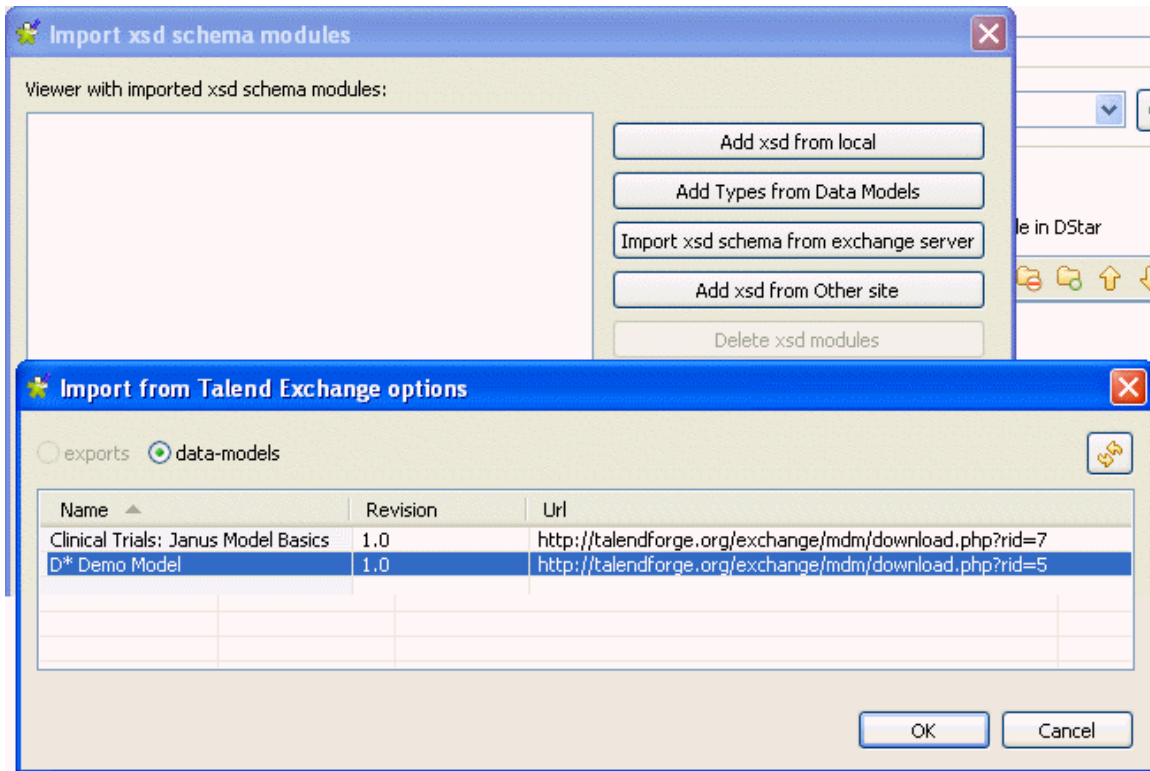 Import xsd schema modules
Viewer with imported xsd schema modules:
Add xsd from local
Add Types from Data Models
Import xsd schema from exchange server
Add xsd from Other site
Delete xsd modules
le in DStar
Import from Talend Exchange options
exports data-models
Name Revision Url
Clinical Trials: Janus Model Basics 1.0 http://talendforge.org/exchange/mdm/download.php?rid=7
D* Demo Model 1.0 http://talendforge.org/exchange/mdm/download.php?rid=5
OK Cancel